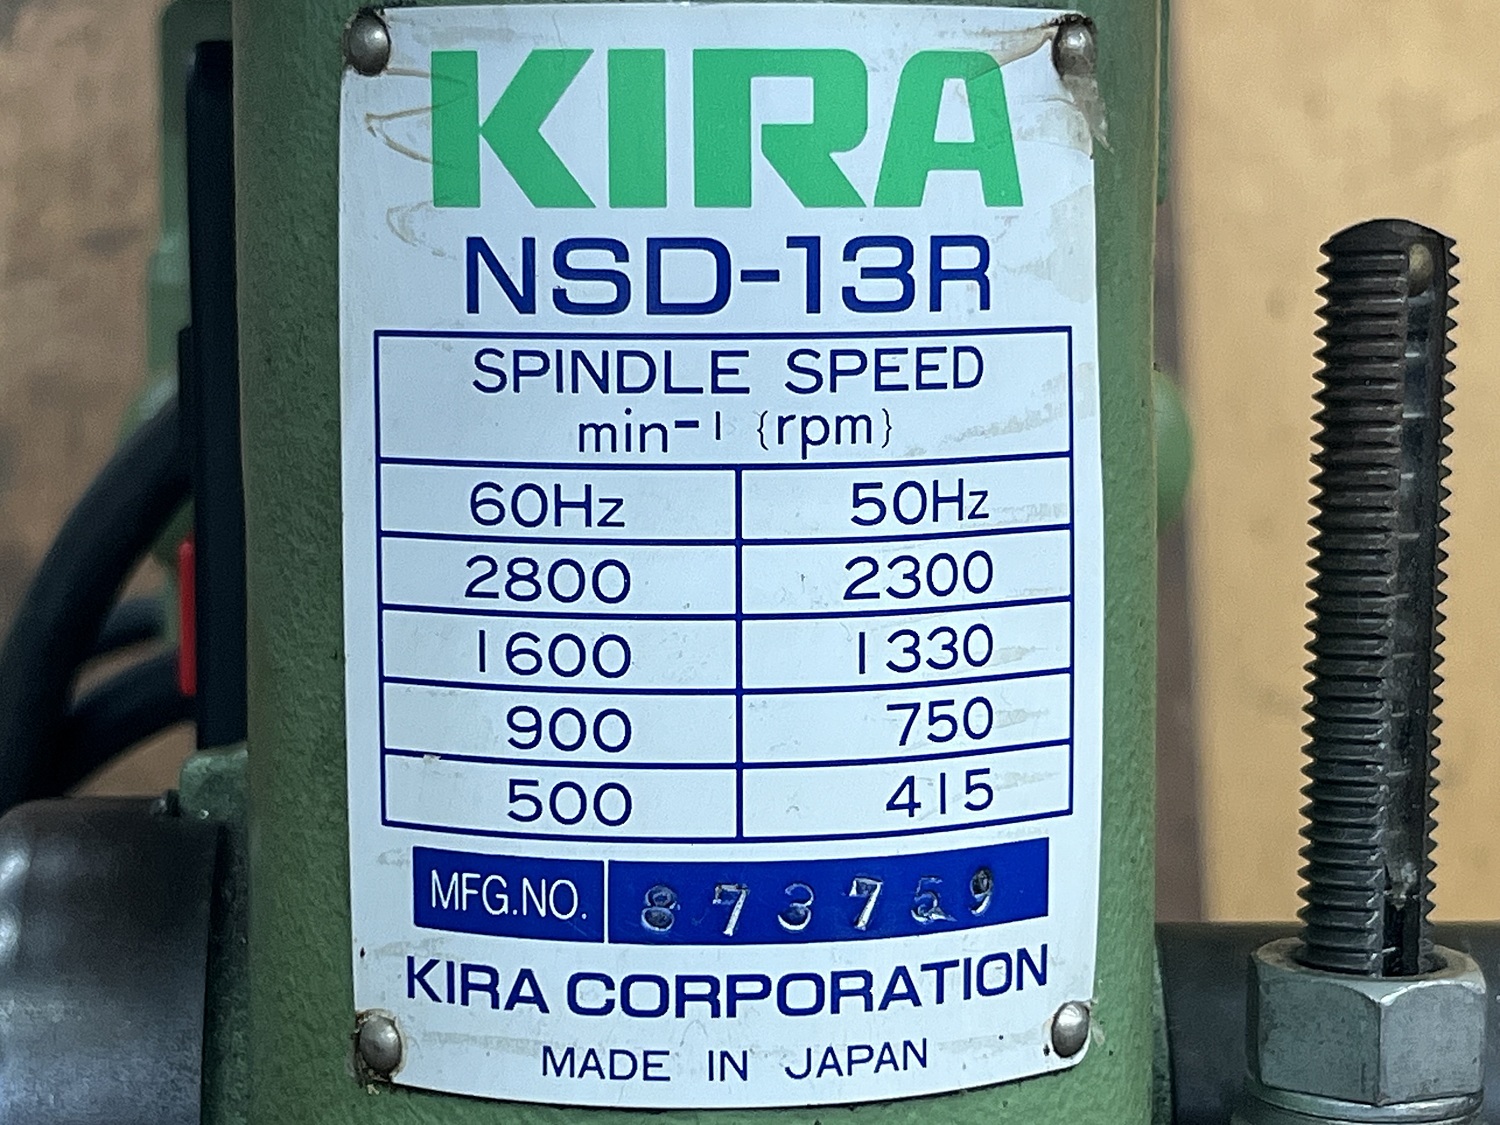 KIRA
NSD-13R
SPINDLE SPEED
min⁻¹ {rpm}
60Hz 50Hz
2800 2300
1600 1330
900 750
500 415
MFG.NO. 873759
KIRA CORPORATION
MADE IN JAPAN